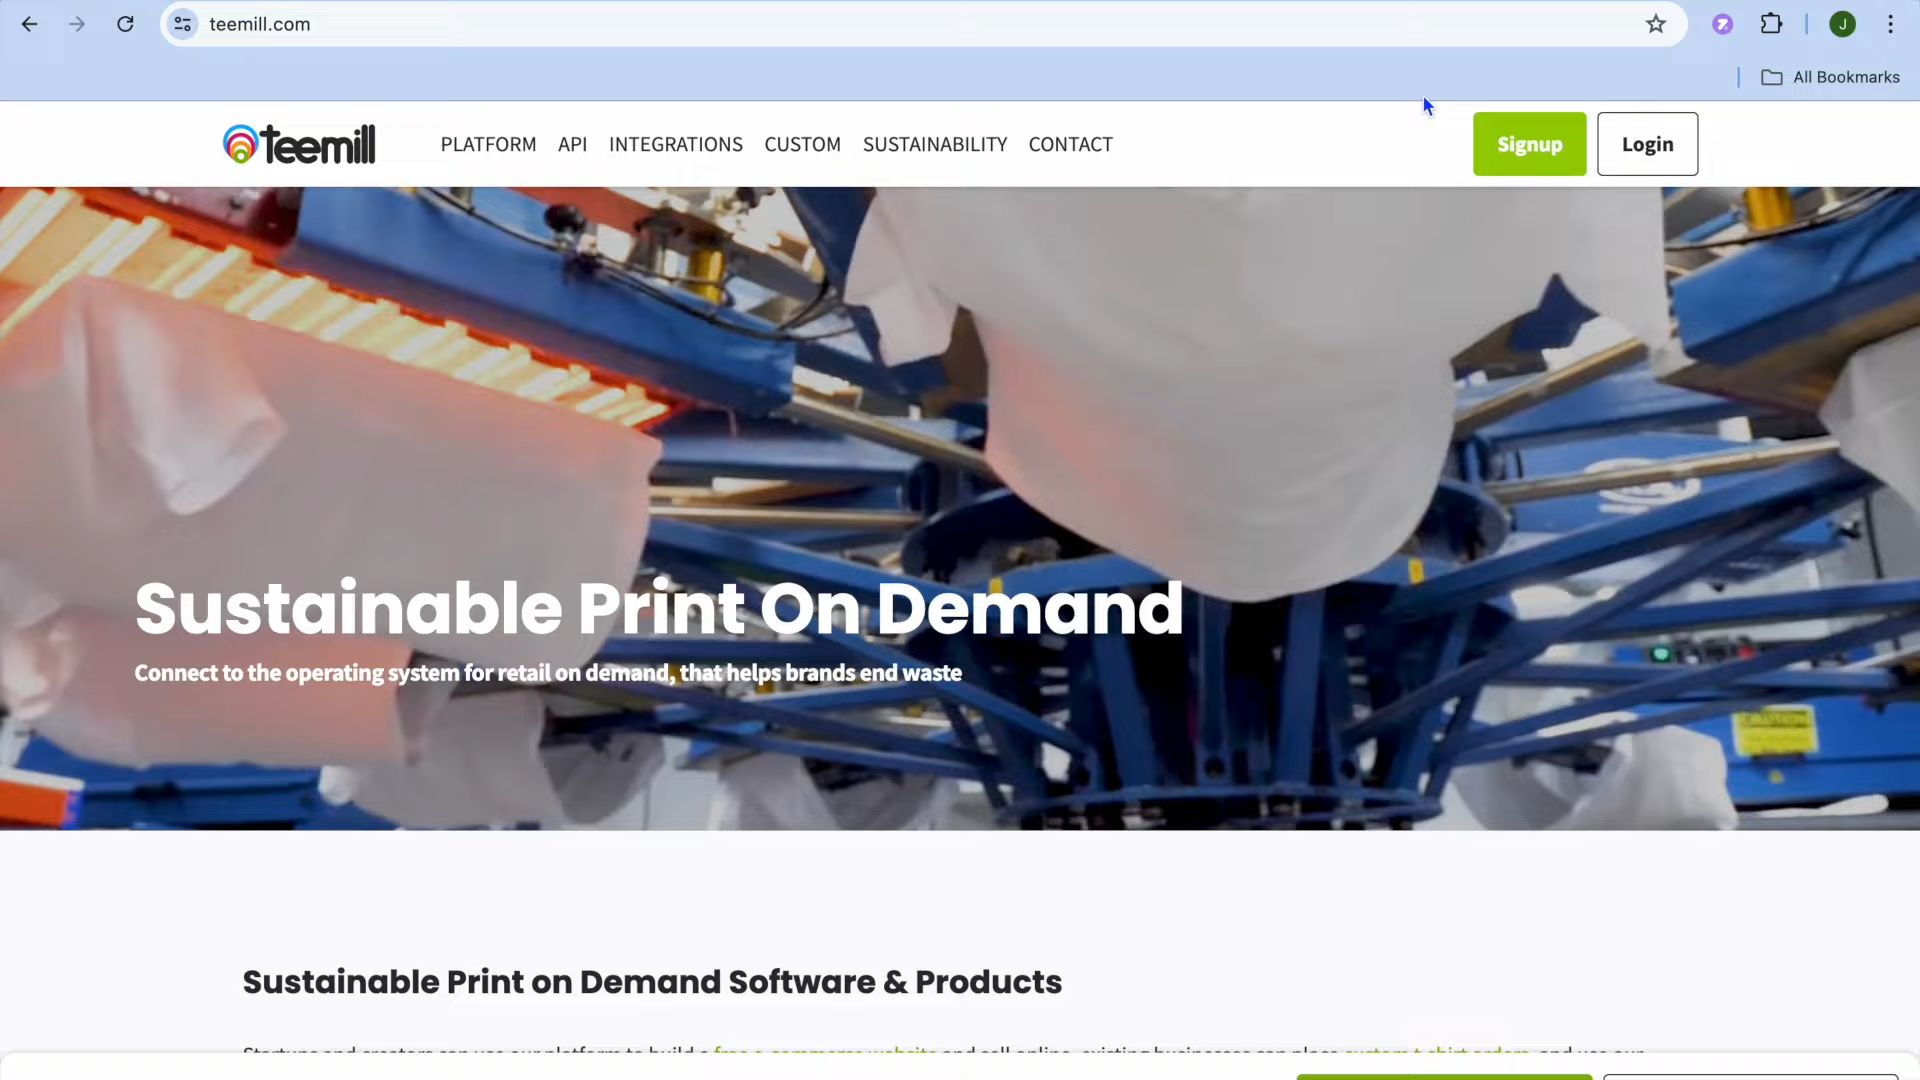 teemill.com
J
All Bookmarks
teemill
PLATFORM API INTEGRATIONS CUSTOM SUSTAINABILITY CONTACT
Signup
Login
Sustainable Print On Demand
Connect to the operating system for retail on demand, that helps brands end waste
Sustainable Print on Demand Software & Products
Startups and creators can use our platform to build a free e-commerce website and sell online, existing businesses can place custom t-shirt orders, and use our